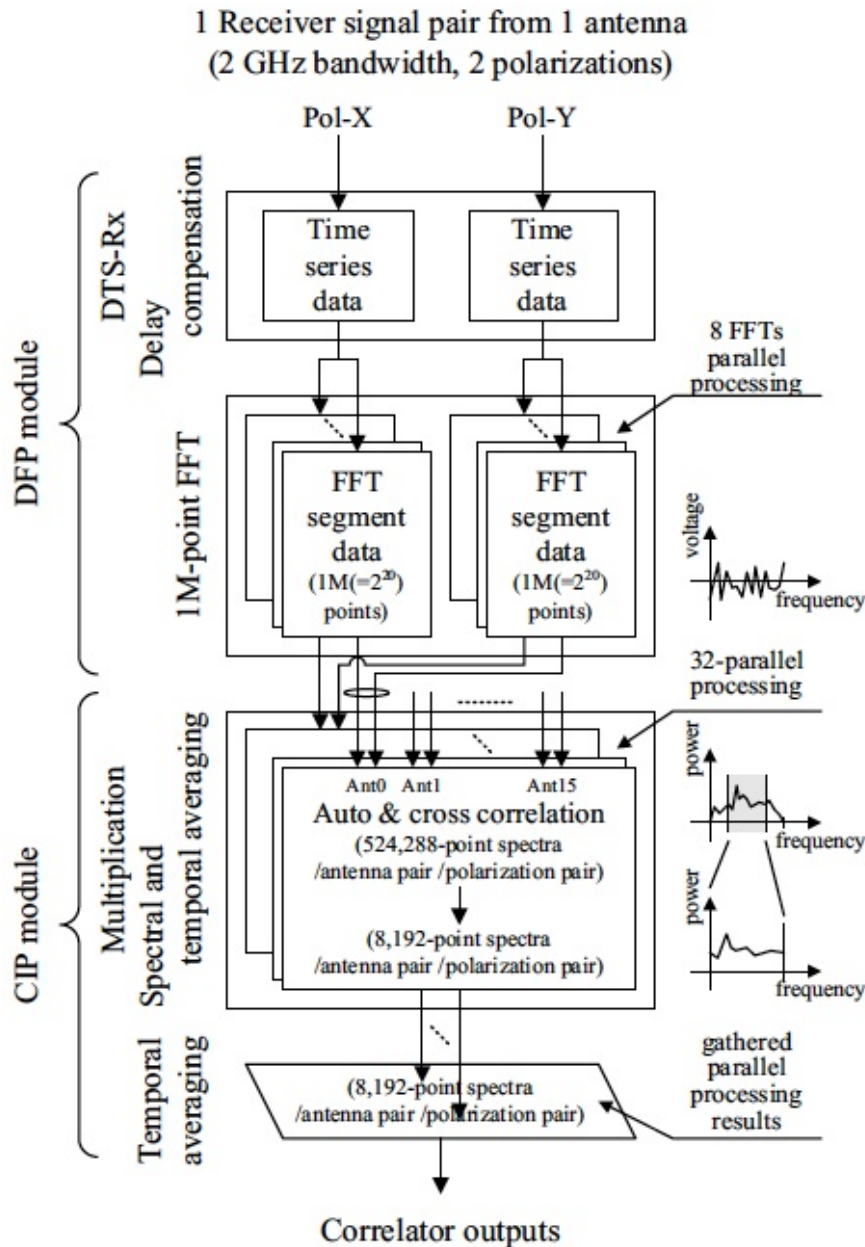 1 Receiver signal pair from 1 antenna
(2 GHz bandwidth, 2 polarizations)
Pol-X
Pol-Y
DFP module
DTS-Rx
Delay
compensation
Time
series
data
Time
series
data
8 FFTs
parallel
processing
1M-point FFT
FFT
segment
data
(1M(=2²⁰)
points)
FFT
segment
data
(1M(=2²⁰)
points)
voltage
frequency
32-parallel
processing
CIP module
Multiplication
Spectral and
temporal averaging
Ant0
Ant1
Ant15
Auto & cross correlation
(524,288-point spectra
/antenna pair /polarization pair)
(8,192-point spectra
/antenna pair /polarization pair)
power
frequency
power
frequency
Temporal
averaging
(8,192-point spectra
/antenna pair /polarization pair)
gathered
parallel
processing
results
Correlator outputs